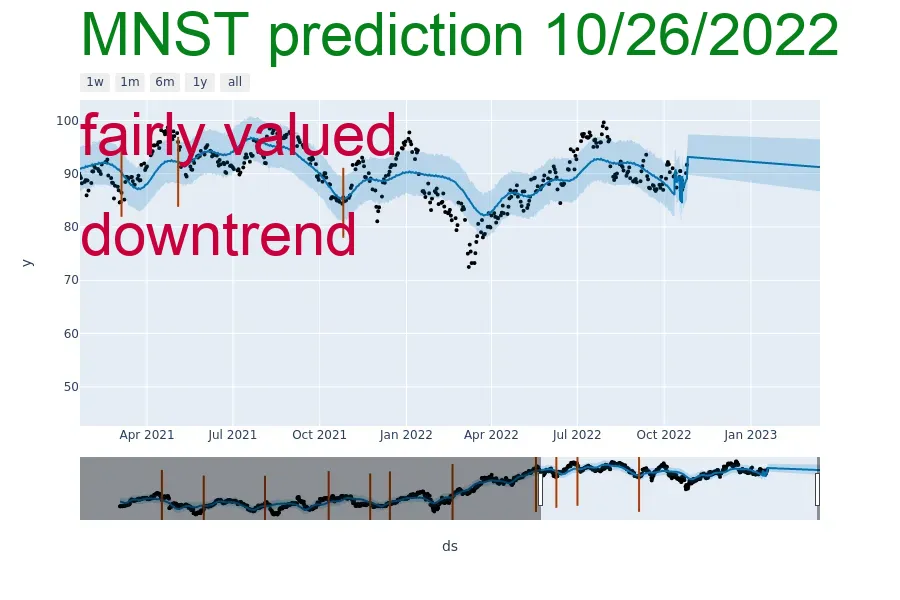 MNST prediction 10/26/2022
1w 1m 6m 1y all
fairly valued
downtrend
100
90
80
70
60
50
y
Apr 2021 Jul 2021 Oct 2021 Jan 2022 Apr 2022 Jul 2022 Oct 2022 Jan 2023
ds